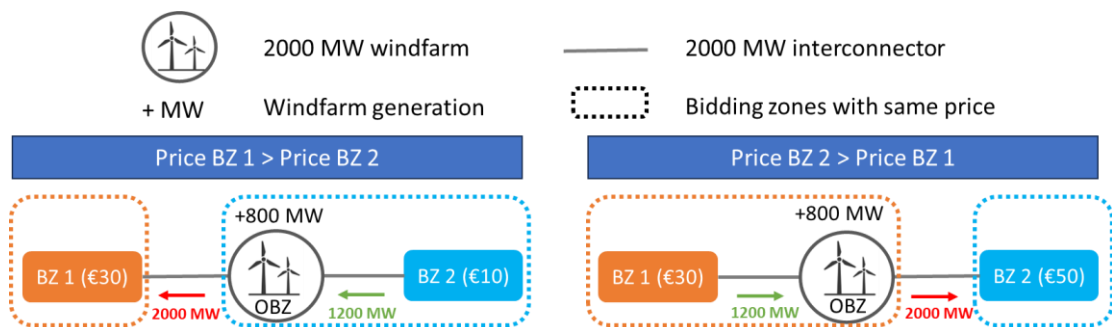 2000 MW windfarm
2000 MW interconnector
+ MW
Windfarm generation
Bidding zones with same price
Price BZ 1 > Price BZ 2
+800 MW
BZ 1 (€30)
OBZ
BZ 2 (€10)
2000 MW
1200 MW
Price BZ 2 > Price BZ 1
+800 MW
BZ 1 (€30)
OBZ
BZ 2 (€50)
1200 MW
2000 MW